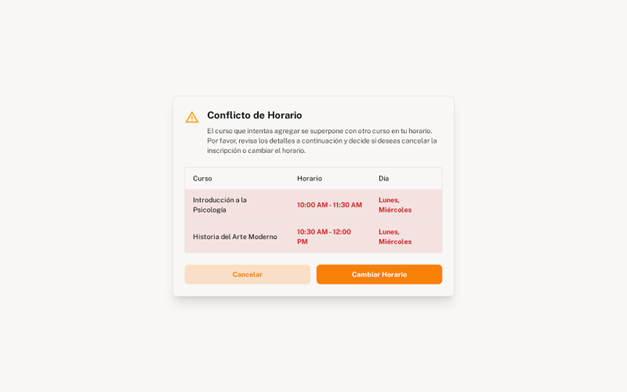 Conflicto de Horario
El curso que intentas agregar se superpone con otro curso en tu horario.
Por favor, revisa los detalles a continuación y decide si deseas cancelar la
inscripción o cambiar el horario.
Curso Horario Día
Introducción a la
Psicología
10:00 AM - 11:30 AM
Lunes,
Miércoles
Historia del Arte Moderno
10:30 AM - 12:00
PM
Lunes,
Miércoles
Cancelar Cambiar Horario